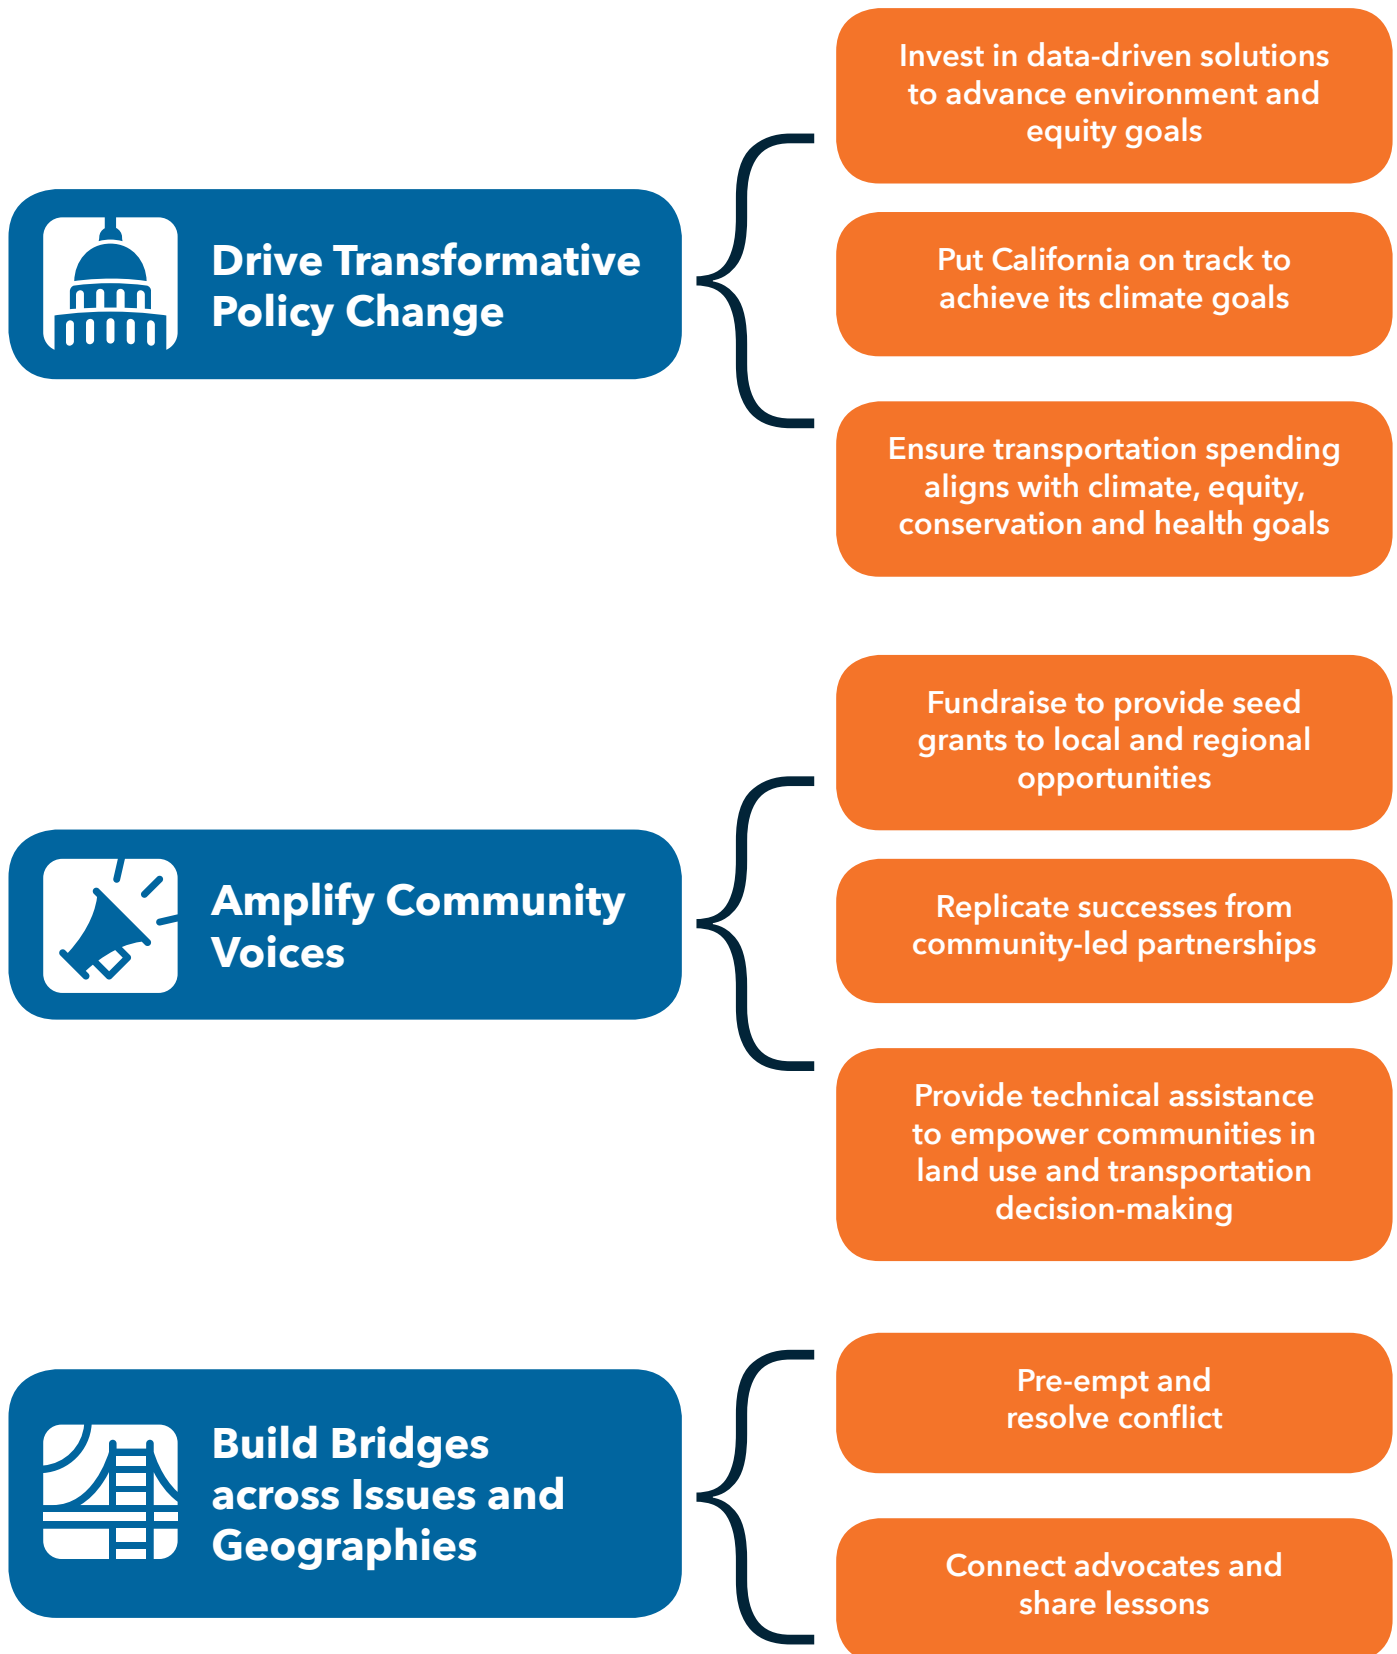 Drive Transformative
Policy Change
Invest in data-driven solutions
to advance environment and
equity goals
Put California on track to
achieve its climate goals
Ensure transportation spending
aligns with climate, equity,
conservation and health goals
Amplify Community
Voices
Fundraise to provide seed
grants to local and regional
opportunities
Replicate successes from
community-led partnerships
Provide technical assistance
to empower communities in
land use and transportation
decision-making
Build Bridges
across Issues and
Geographies
Pre-empt and
resolve conflict
Connect advocates and
share lessons